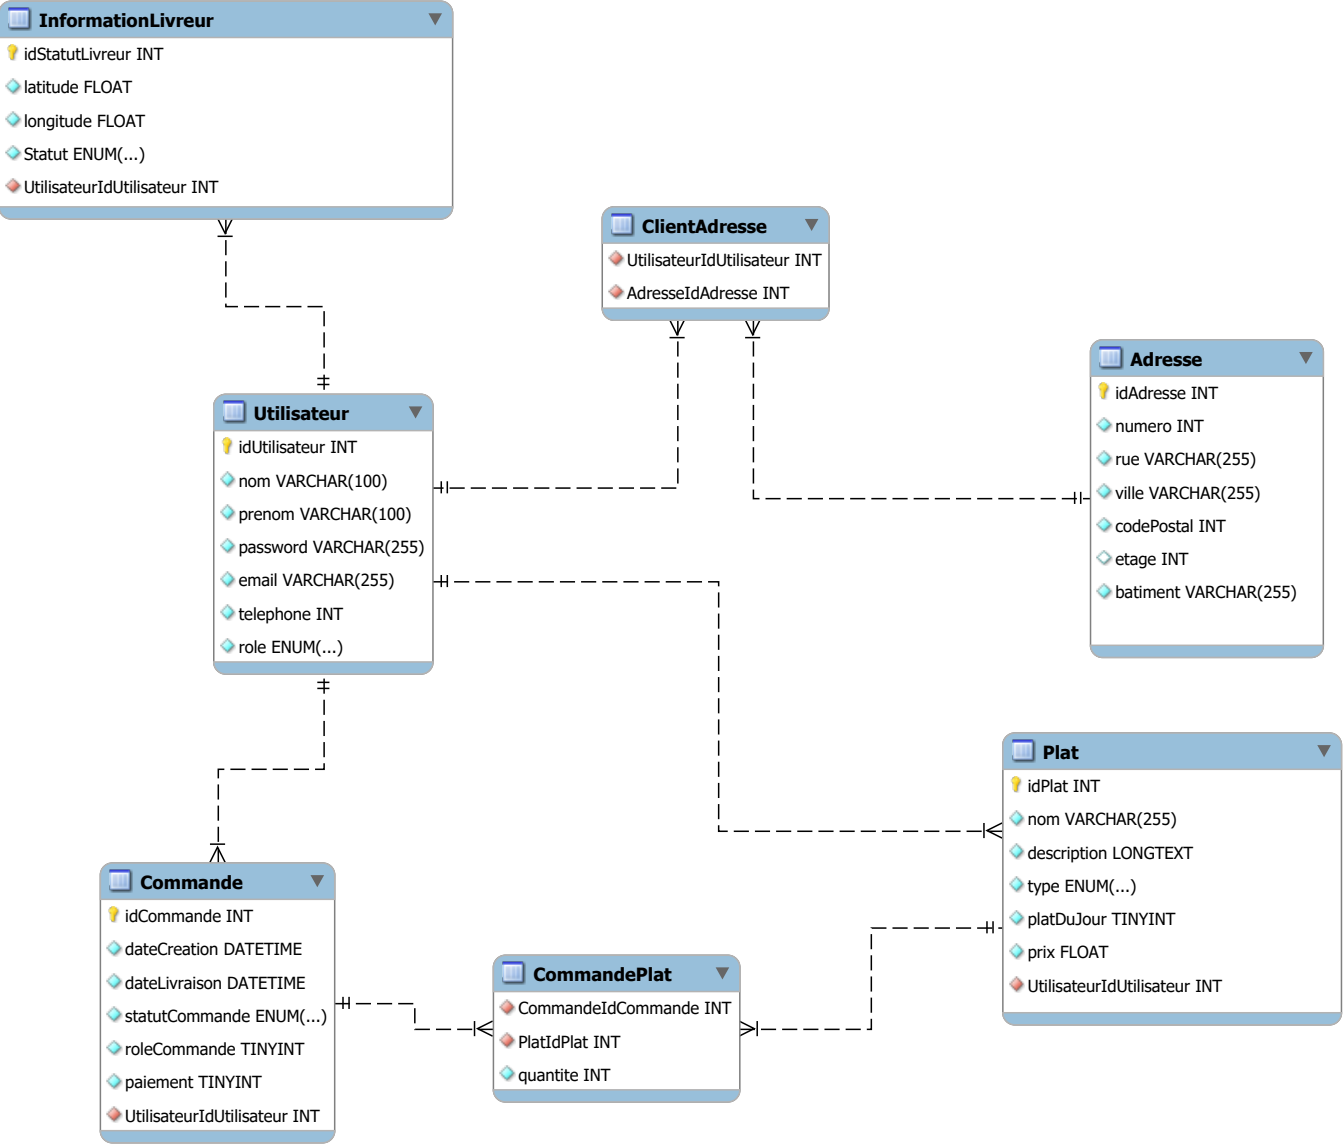 InformationLivreur
idStatutLivreur INT
latitude FLOAT
longitude FLOAT
Statut ENUM(...)
UtilisateurIdUtilisateur INT
ClientAdresse
UtilisateurIdUtilisateur INT
AdresseIdAdresse INT
Adresse
idAdresse INT
numero INT
rue VARCHAR(255)
ville VARCHAR(255)
codePostal INT
etage INT
batiment VARCHAR(255)
Utilisateur
idUtilisateur INT
nom VARCHAR(100)
prenom VARCHAR(100)
password VARCHAR(255)
email VARCHAR(255)
telephone INT
role ENUM(...)
Plat
idPlat INT
nom VARCHAR(255)
description LONGTEXT
type ENUM(...)
platDuJour TINYINT
prix FLOAT
UtilisateurIdUtilisateur INT
Commande
idCommande INT
dateCreation DATETIME
dateLivraison DATETIME
statutCommande ENUM(...)
roleCommande TINYINT
paiement TINYINT
UtilisateurIdUtilisateur INT
CommandePlat
CommandeIdCommande INT
PlatIdPlat INT
quantite INT